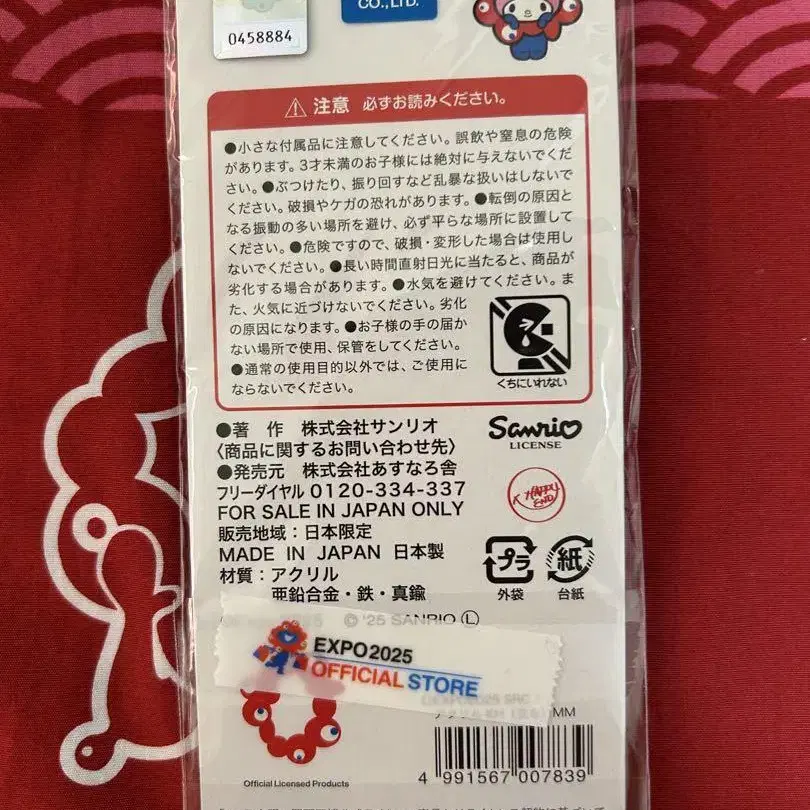 0458884
CO.,LTD.
注意 必ずお読みください。
●小さな付属品に注意してください。誤飲や窒息の危険
があります。3才未満のお子様には絶対に与えないでくだ
さい。●ぶつけたり、振り回すなど乱暴な扱いはしないで
ください。破損やケガの恐れがあります。●転倒の原因と
なる振動の多い場所を避け、必ず平らな場所に設置して
ください。●危険ですので、破損・変形した場合は使用し
ないでください。●長い時間直射日光に当たると、商品が
劣化する場合があります。●水気を避けてください。ま
た、火気に近づけないでください。劣化
の原因になります。●お子様の手の届か
ない場所で使用、保管をしてください。
●通常の使用目的以外では、ご使用に
ならないでください。
くちにいれない
●著 作 株式会社サンリオ
〈商品に関するお問い合わせ先〉
●発売元 株式会社あすなろ舎
フリーダイヤル 0120-334-337
FOR SALE IN JAPAN ONLY
販売地域：日本限定
MADE IN JAPAN 日本製
材質：アクリル
亜鉛合金・鉄・真鍮
Sanrio
LICENSE
HAPPY
END
プラ
外袋
紙
台紙
© '25 SANRIO Ⓛ
EXPO2025
OFFICIAL STORE
MM
4 991567 007839
Official Licensed Products